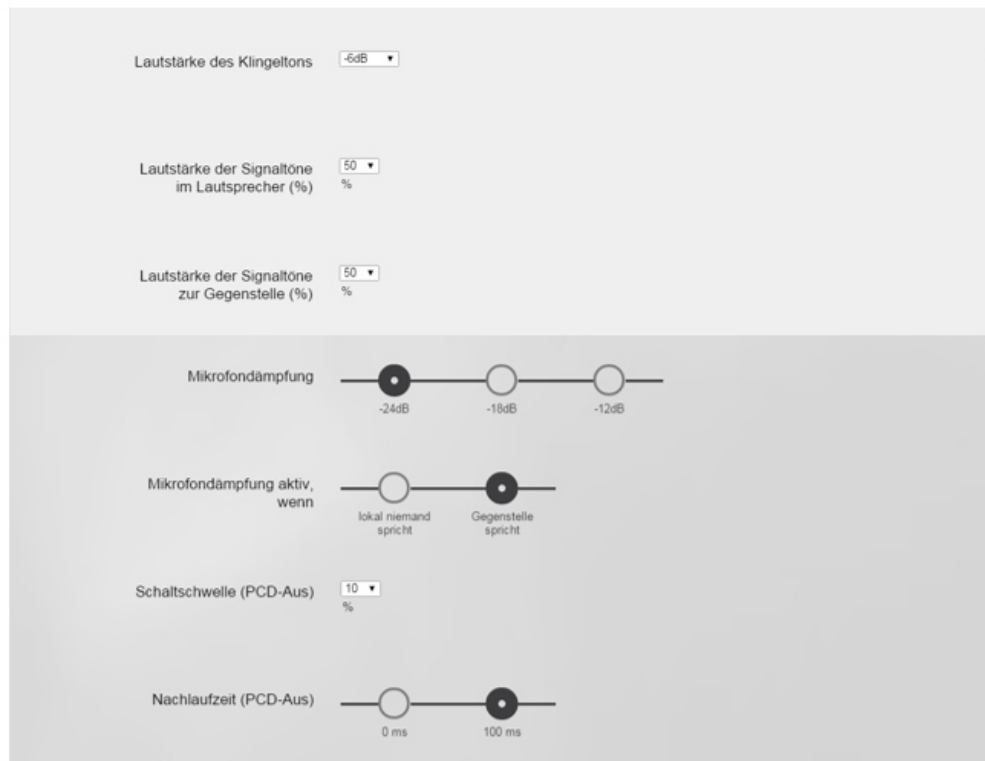 Lautstärke des Klingeltons -6dB
Lautstärke der Signaltöne 50
im Lautsprecher (%) %
Lautstärke der Signaltöne 50
zur Gegenstelle (%) %
Mikrofondämpfung
-24dB -18dB -12dB
Mikrofondämpfung aktiv,
wenn
lokal niemand Gegenstelle
spricht spricht
Schaltschwelle (PCD-Aus) 10
%
Nachlaufzeit (PCD-Aus)
0 ms 100 ms